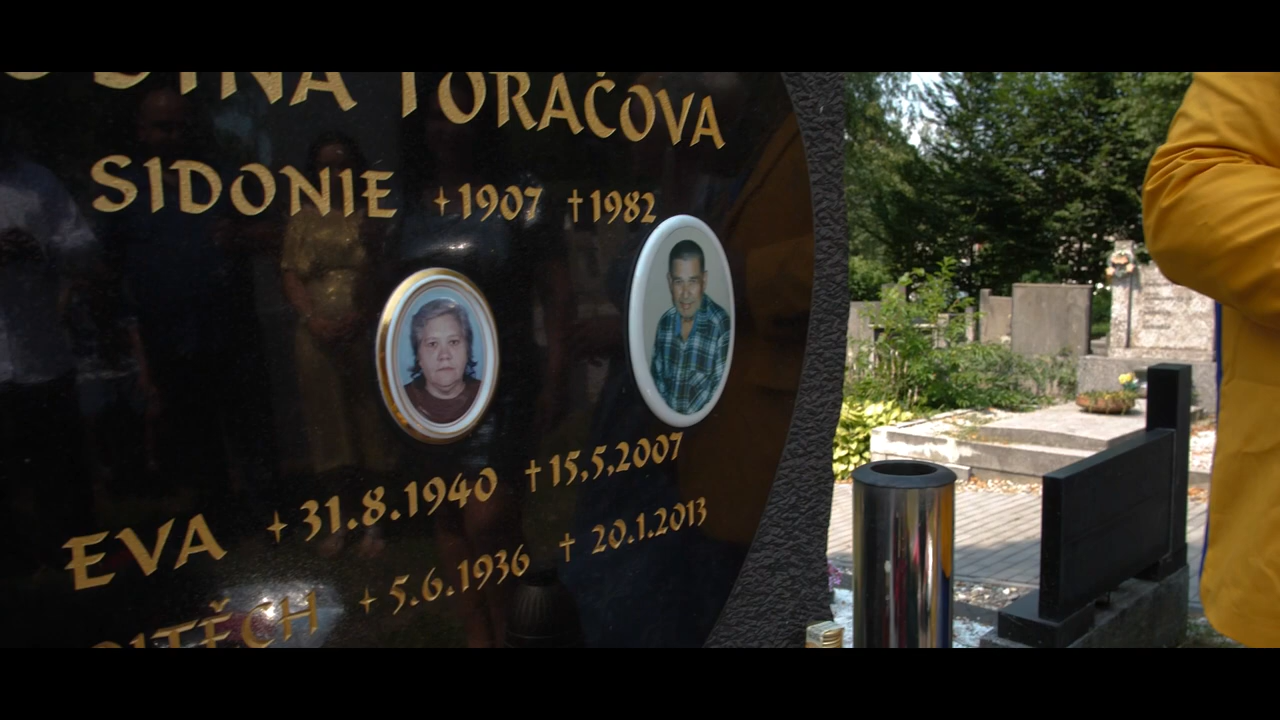 TORAČOVA
SIDONIE +1907 †1982
EVA +31.8.1940 †15.5.2007
+5.6.1936 † 20.1.2013